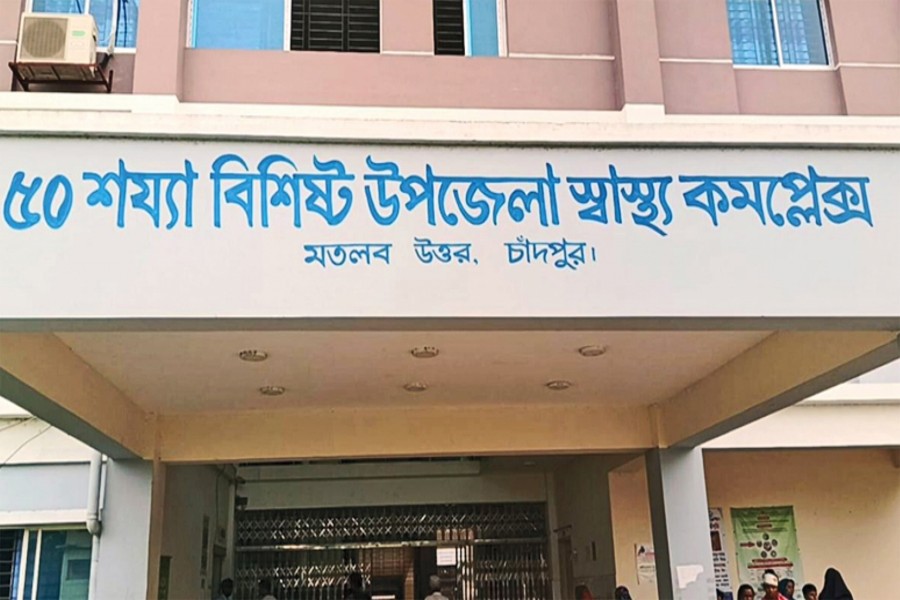 ৫০ শয্যা বিশিষ্ট উপজেলা স্বাস্থ্য কমপ্লেক্স
মতলব উত্তর, চাঁদপুর।